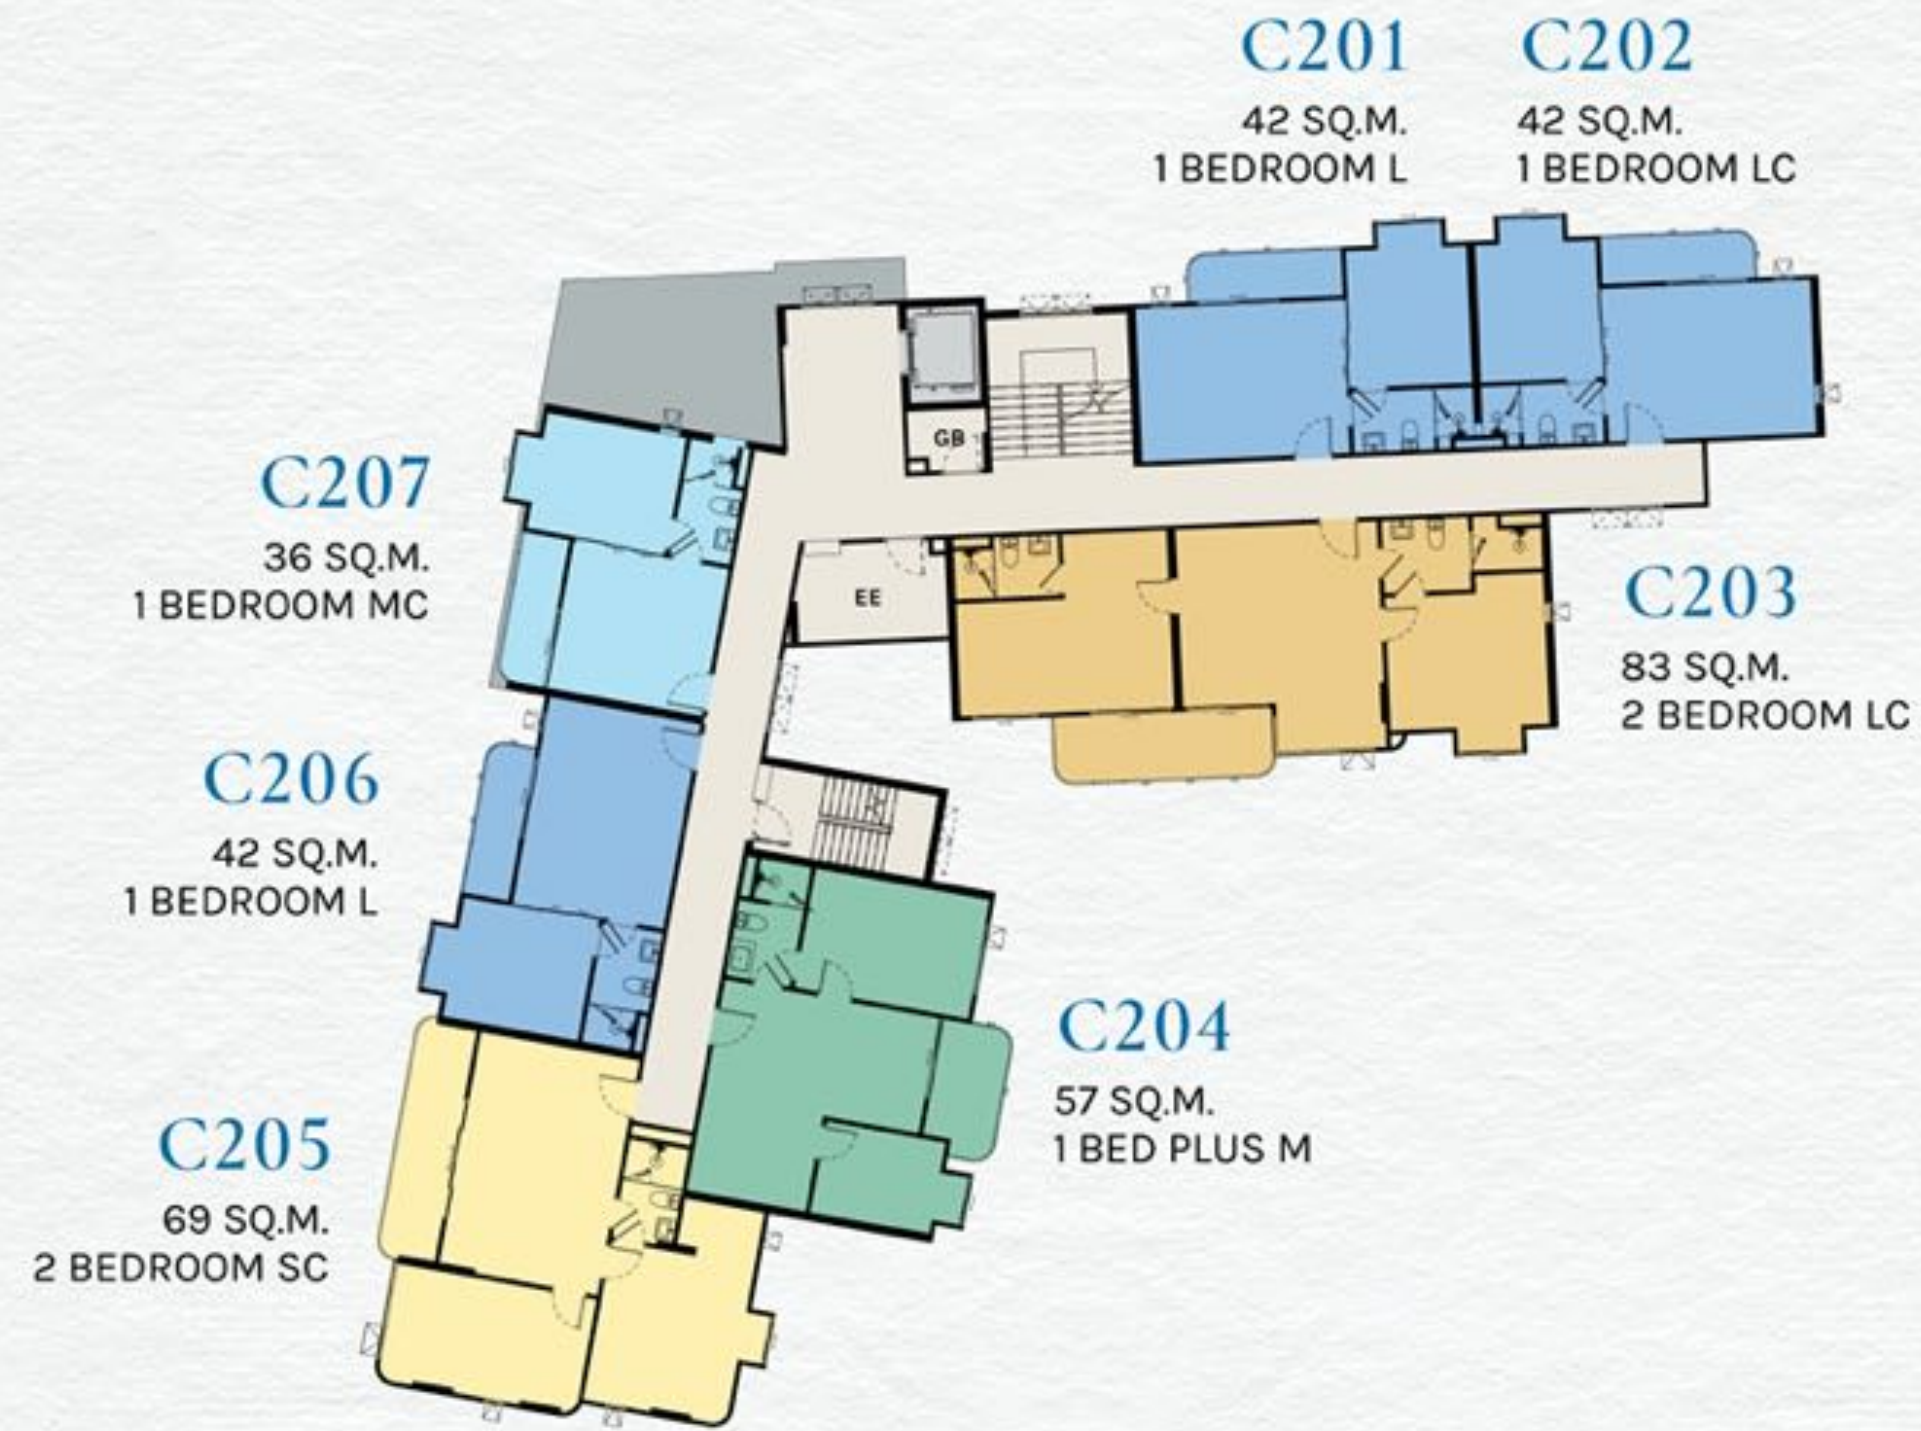 C201
42 SQ.M.
1 BEDROOM L
C202
42 SQ.M.
1 BEDROOM LC
GB
C207
36 SQ.M.
1 BEDROOM MC
EE
C203
83 SQ.M.
2 BEDROOM LC
C206
42 SQ.M.
1 BEDROOM L
C204
57 SQ.M.
1 BED PLUS M
C205
69 SQ.M.
2 BEDROOM SC